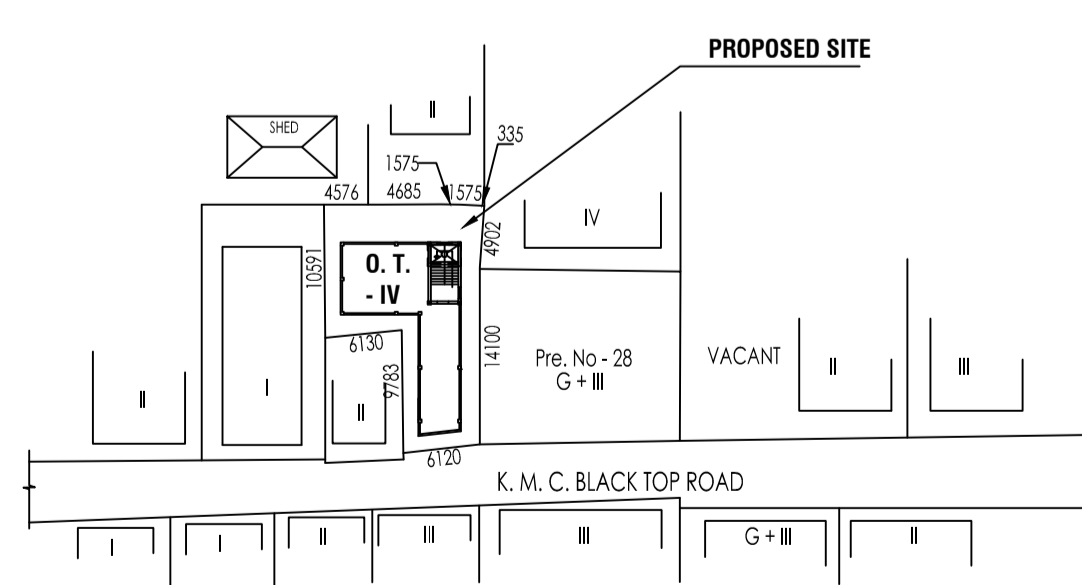 PROPOSED SITE
II
SHED
335
1575
4576
4685
1575
IV
4902
10591
O. T.
- IV
6130
14100
Pre. No - 28
G + III
VACANT
II
III
II
I
II
9783
6120
K. M. C. BLACK TOP ROAD
I
I
II
III
III
G + III
II